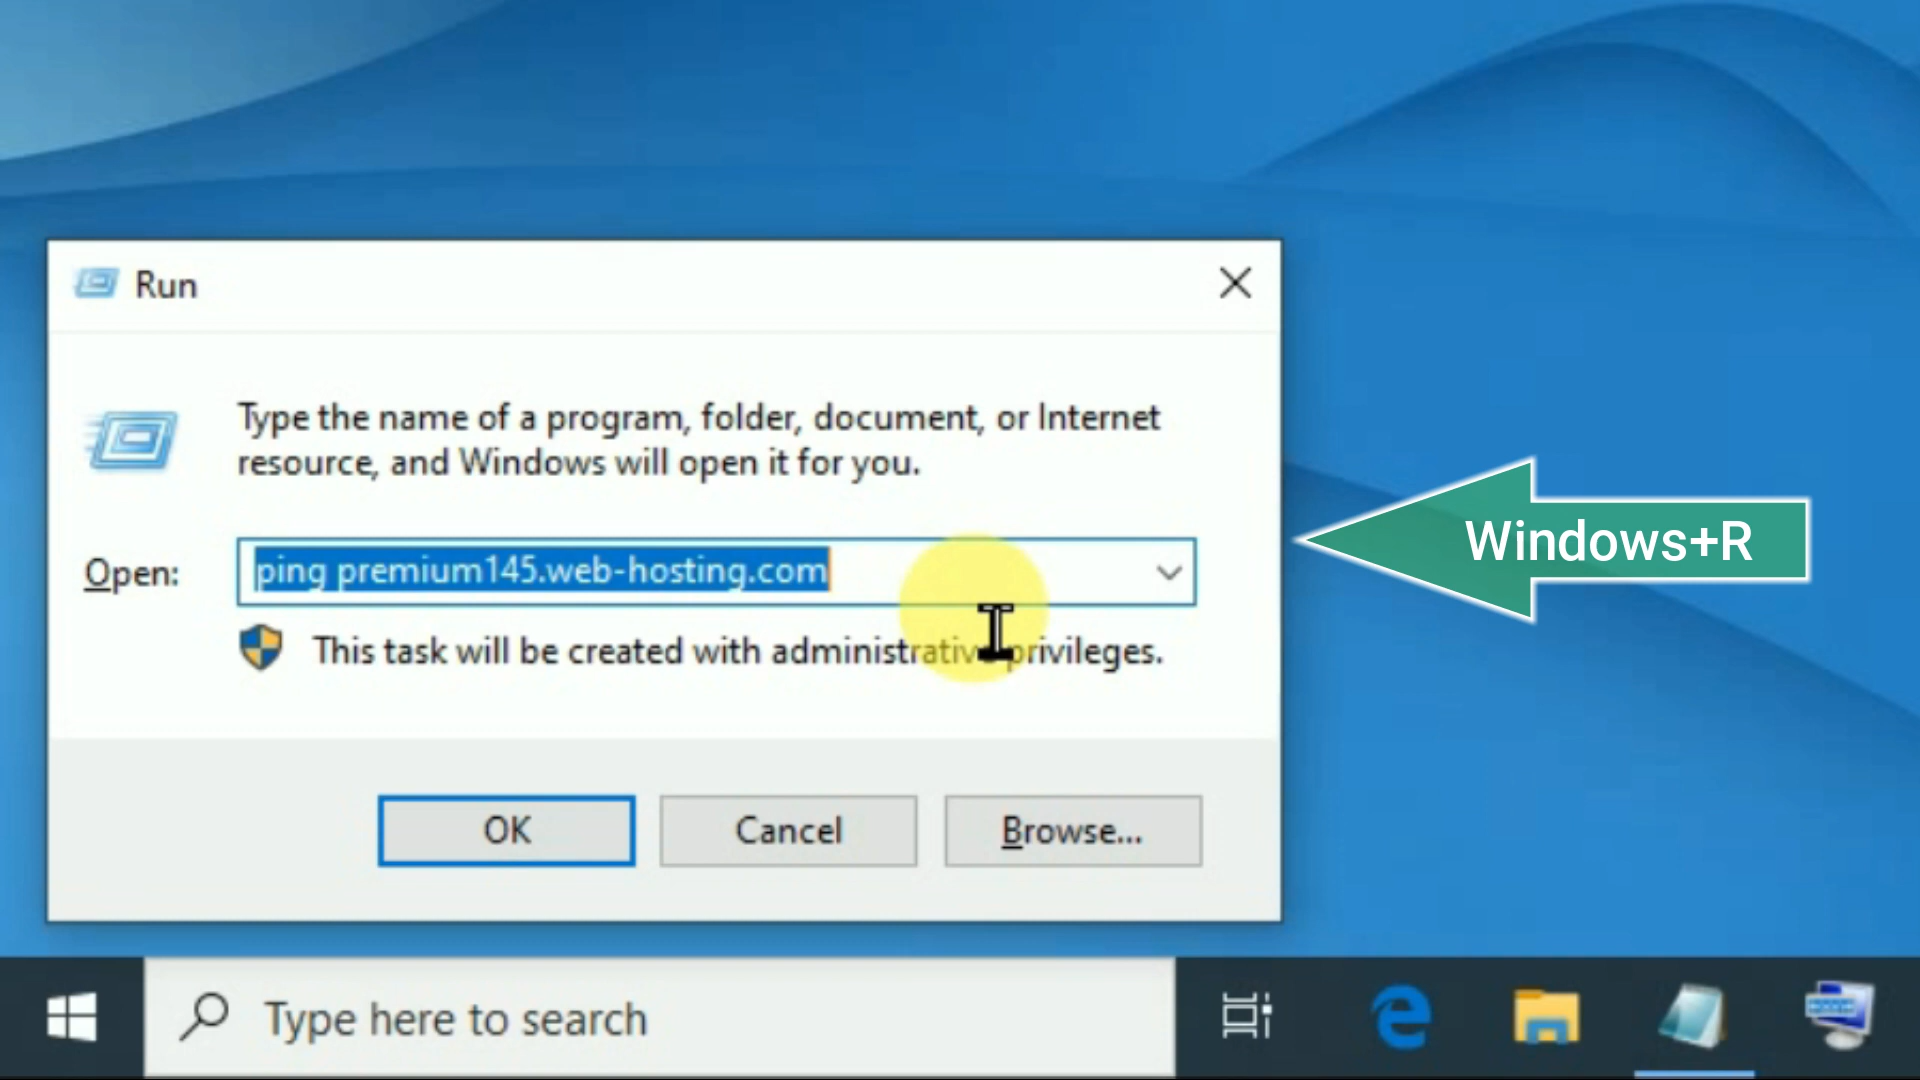 Run
Type the name of a program, folder, document, or Internet
resource, and Windows will open it for you.
Open: ping premium145.web-hosting.com
This task will be created with administrative privileges.
OK Cancel Browse...
Windows+R
Type here to search